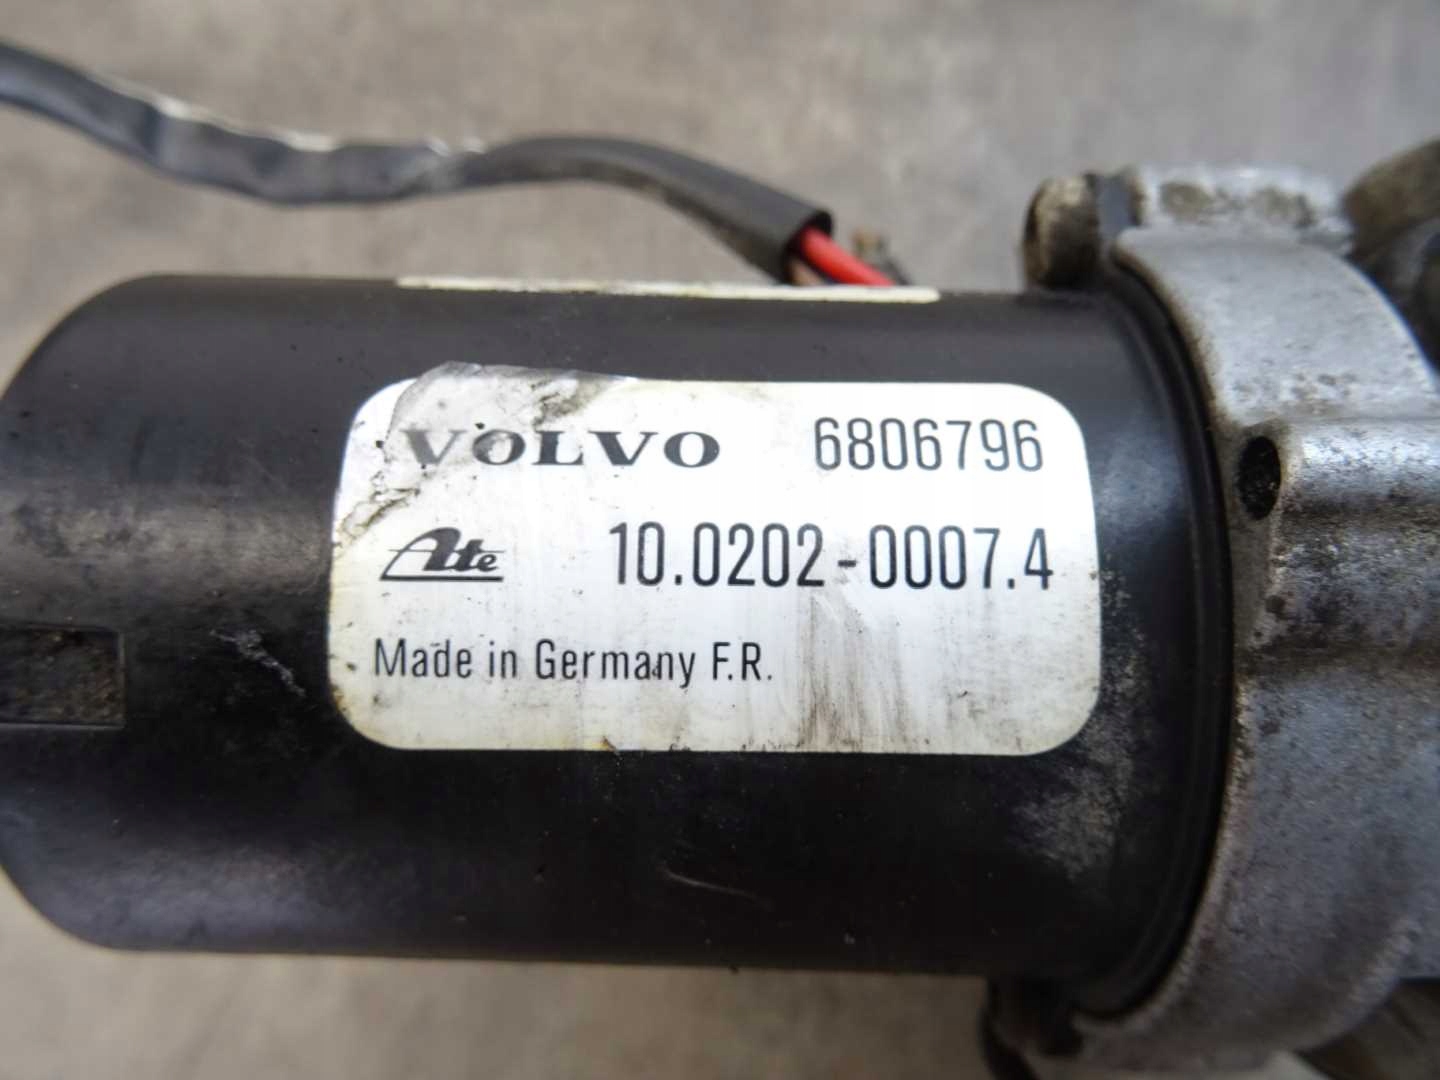 VOLVO 6806796
Ate 10.0202-0007.4
Made in Germany F.R.